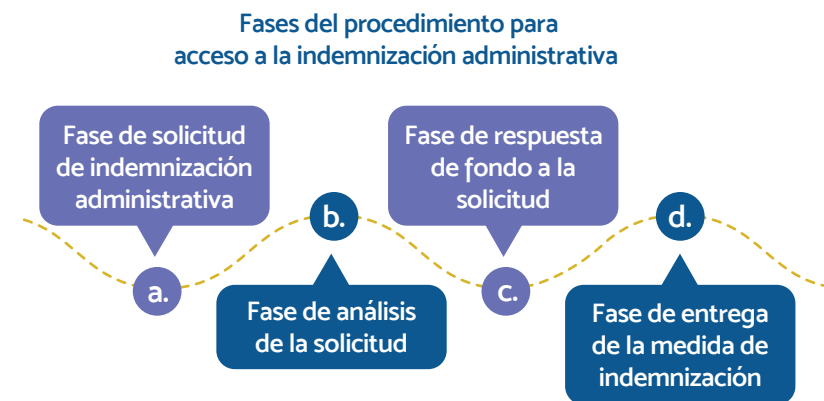 Fases del procedimiento para
acceso a la indemnización administrativa
Fase de solicitud
de indemnización
administrativa
a.
b.
Fase de análisis
de la solicitud
Fase de respuesta
de fondo a la
solicitud
c.
d.
Fase de entrega
de la medida de
indemnización